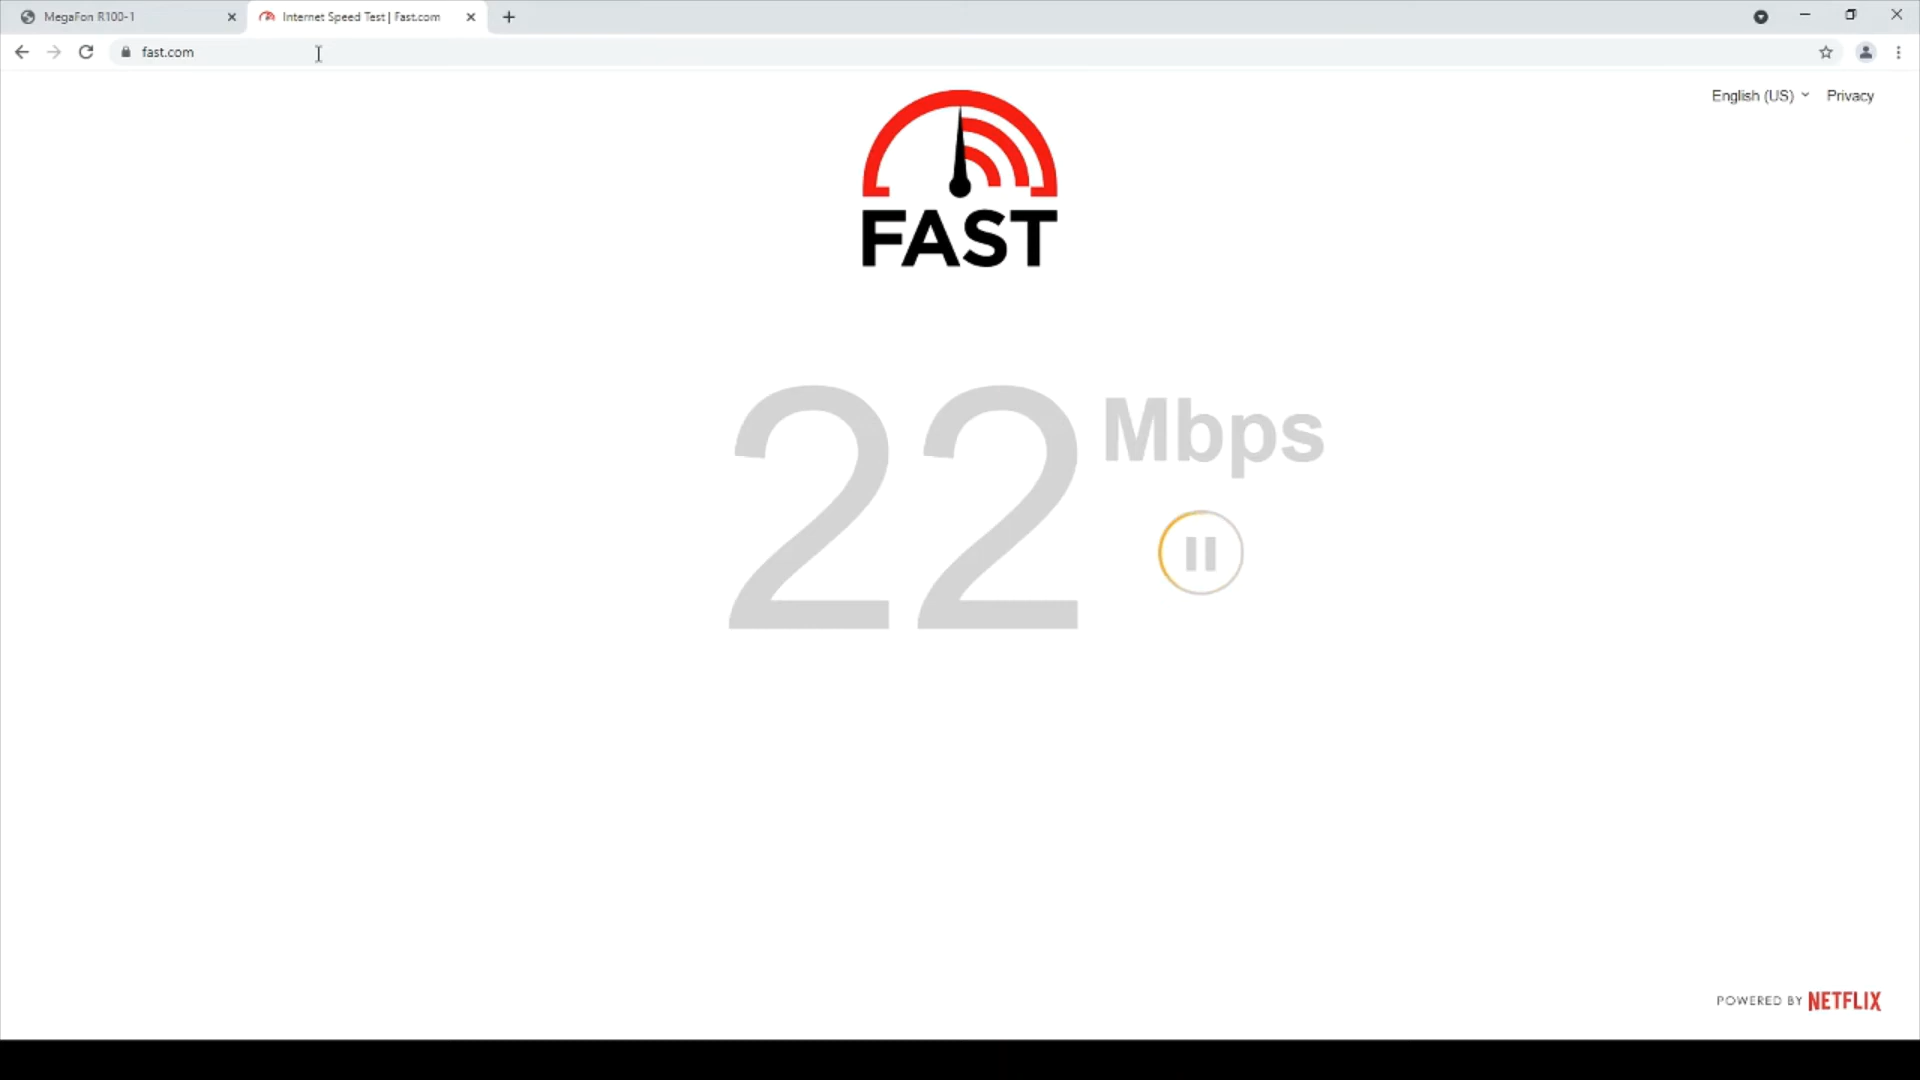 MegaFon R100-1
Internet Speed Test | Fast.com
fast.com
English (US)
Privacy
FAST
22 Mbps
POWERED BY NETFLIX